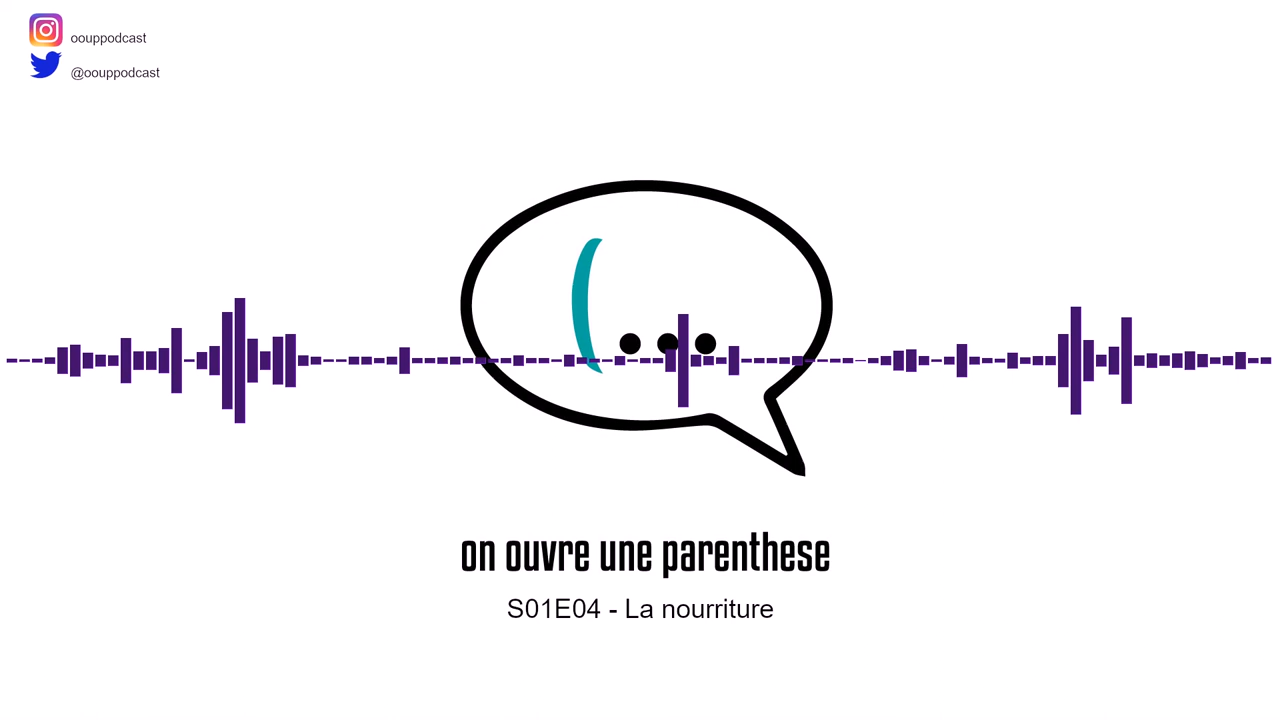 oouppodcast
@oouppodcast
(...
on ouvre une parenthese
S01E04 - La nourriture